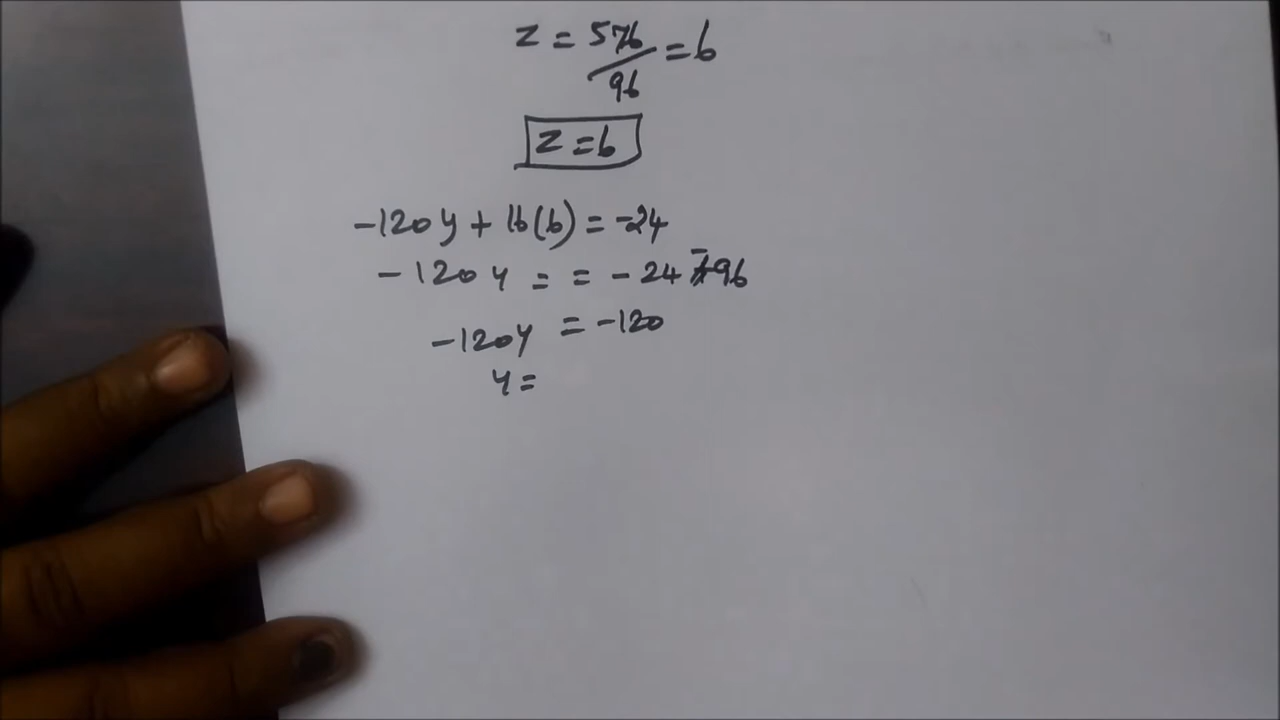 z = 576/96 = 6
z = 6
-120y + 16(6) = -24
-120y = = -24 - 96
-120y = -120
y =